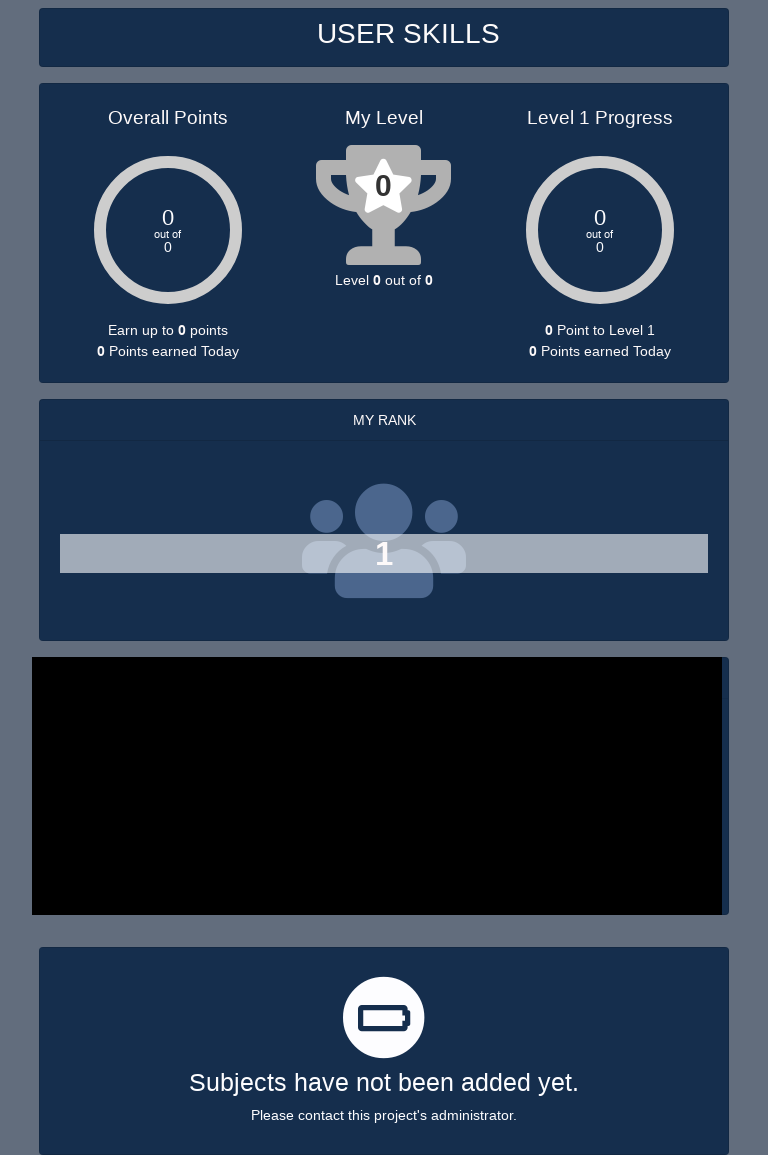 USER SKILLS
Overall Points
0
out of
0
Earn up to 0 points
0 Points earned Today
My Level
0
Level 0 out of 0
Level 1 Progress
0
out of
0
0 Point to Level 1
0 Points earned Today
MY RANK
1
Subjects have not been added yet.
Please contact this project's administrator.